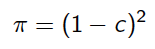 π = (1 − c)²